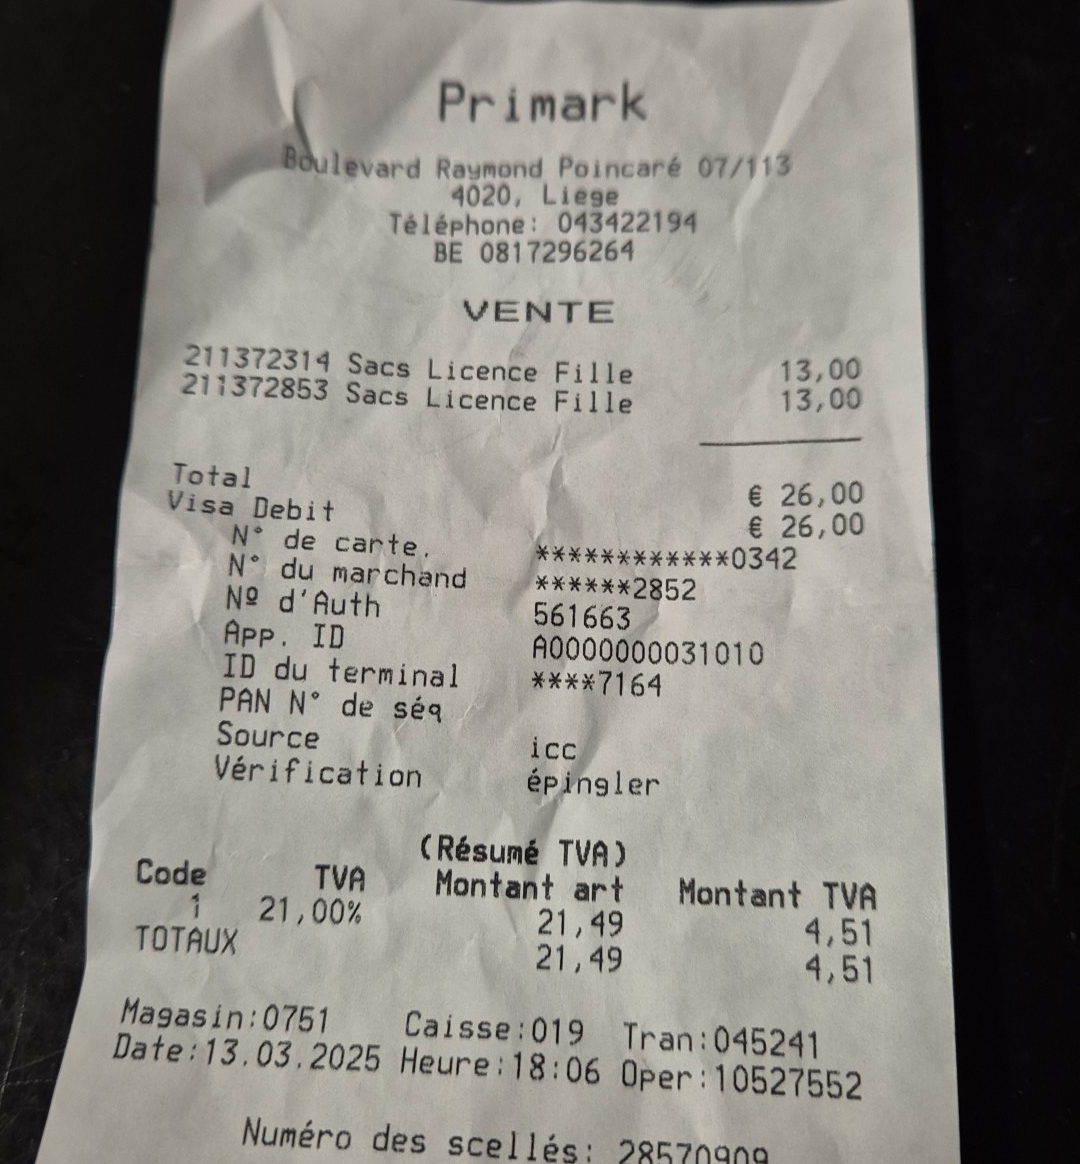 Primark
Boulevard Raymond Poincaré 07/113
4020, Liege
Téléphone: 043422194
BE 0817296264
VENTE
211372314 Sacs Licence Fille 13,00
211372853 Sacs Licence Fille 13,00
Total € 26,00
Visa Debit € 26,00
N° de carte. ************0342
N° du marchand ******2852
Nº d'Auth 561663
App. ID A0000000031010
ID du terminal ****7164
PAN N° de séq
Source icc
Vérification épingler
(Résumé TVA)
Code TVA Montant art Montant TVA
1 21,00% 21,49 4,51
TOTAUX 21,49 4,51
Magasin:0751 Caisse:019 Tran:045241
Date:13.03.2025 Heure:18:06 Oper:10527552
Numéro des scellés: 28570909